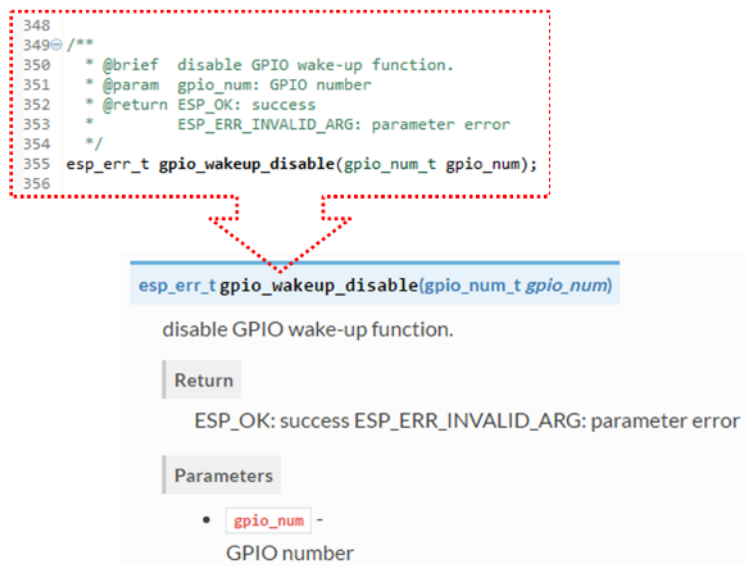 348
349 /**
350 * @brief disable GPIO wake-up function.
351 * @param gpio_num: GPIO number
352 * @return ESP_OK: success
353 * ESP_ERR_INVALID_ARG: parameter error
354 */
355 esp_err_t gpio_wakeup_disable(gpio_num_t gpio_num);
356
esp_err_t gpio_wakeup_disable(gpio_num_t gpio_num)
disable GPIO wake-up function.
Return
ESP_OK: success ESP_ERR_INVALID_ARG: parameter error
Parameters
• gpio_num -
GPIO number